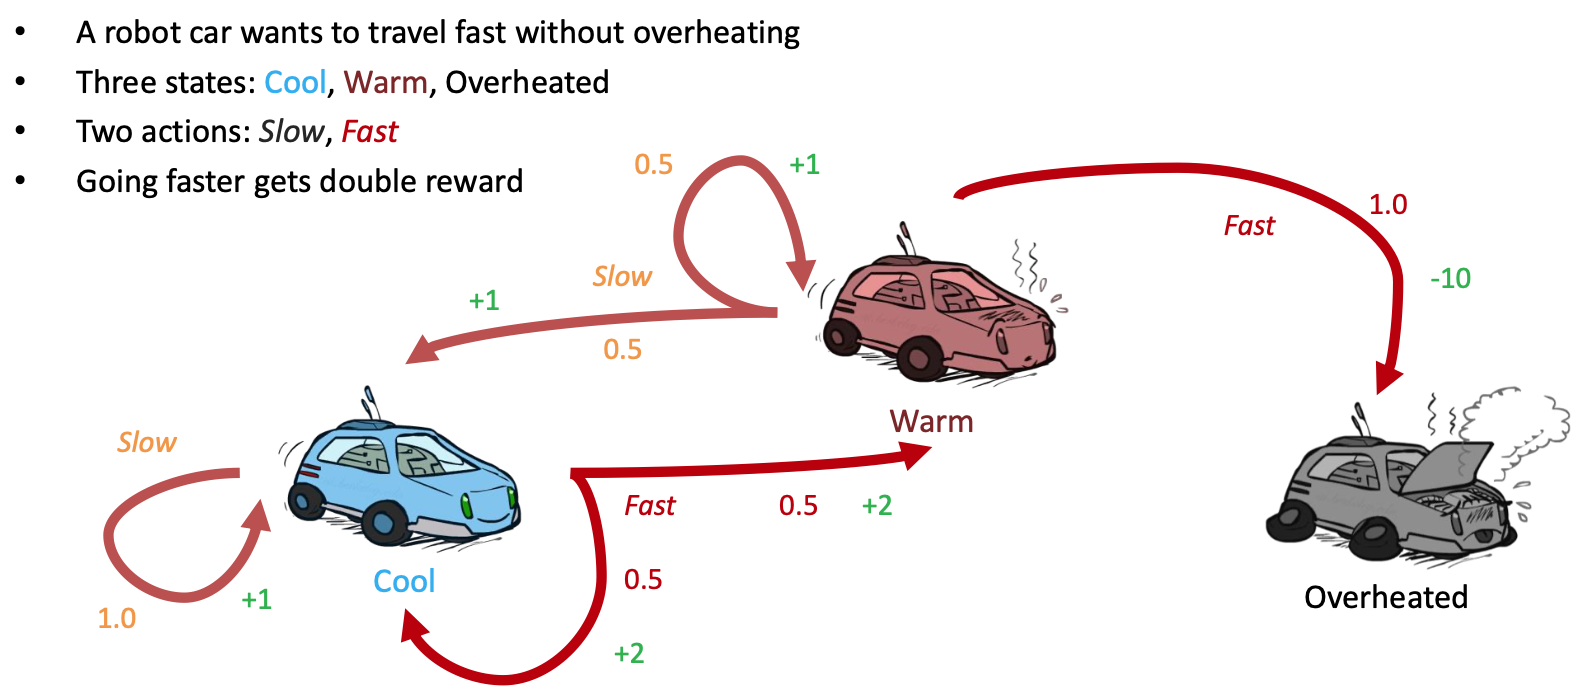 • A robot car wants to travel fast without overheating
• Three states: Cool, Warm, Overheated
• Two actions: Slow, Fast
• Going faster gets double reward
0.5
+1
1.0
Fast
Slow
-10
+1
0.5
Warm
Slow
Fast
0.5
+2
Cool
0.5
Overheated
+1
1.0
+2